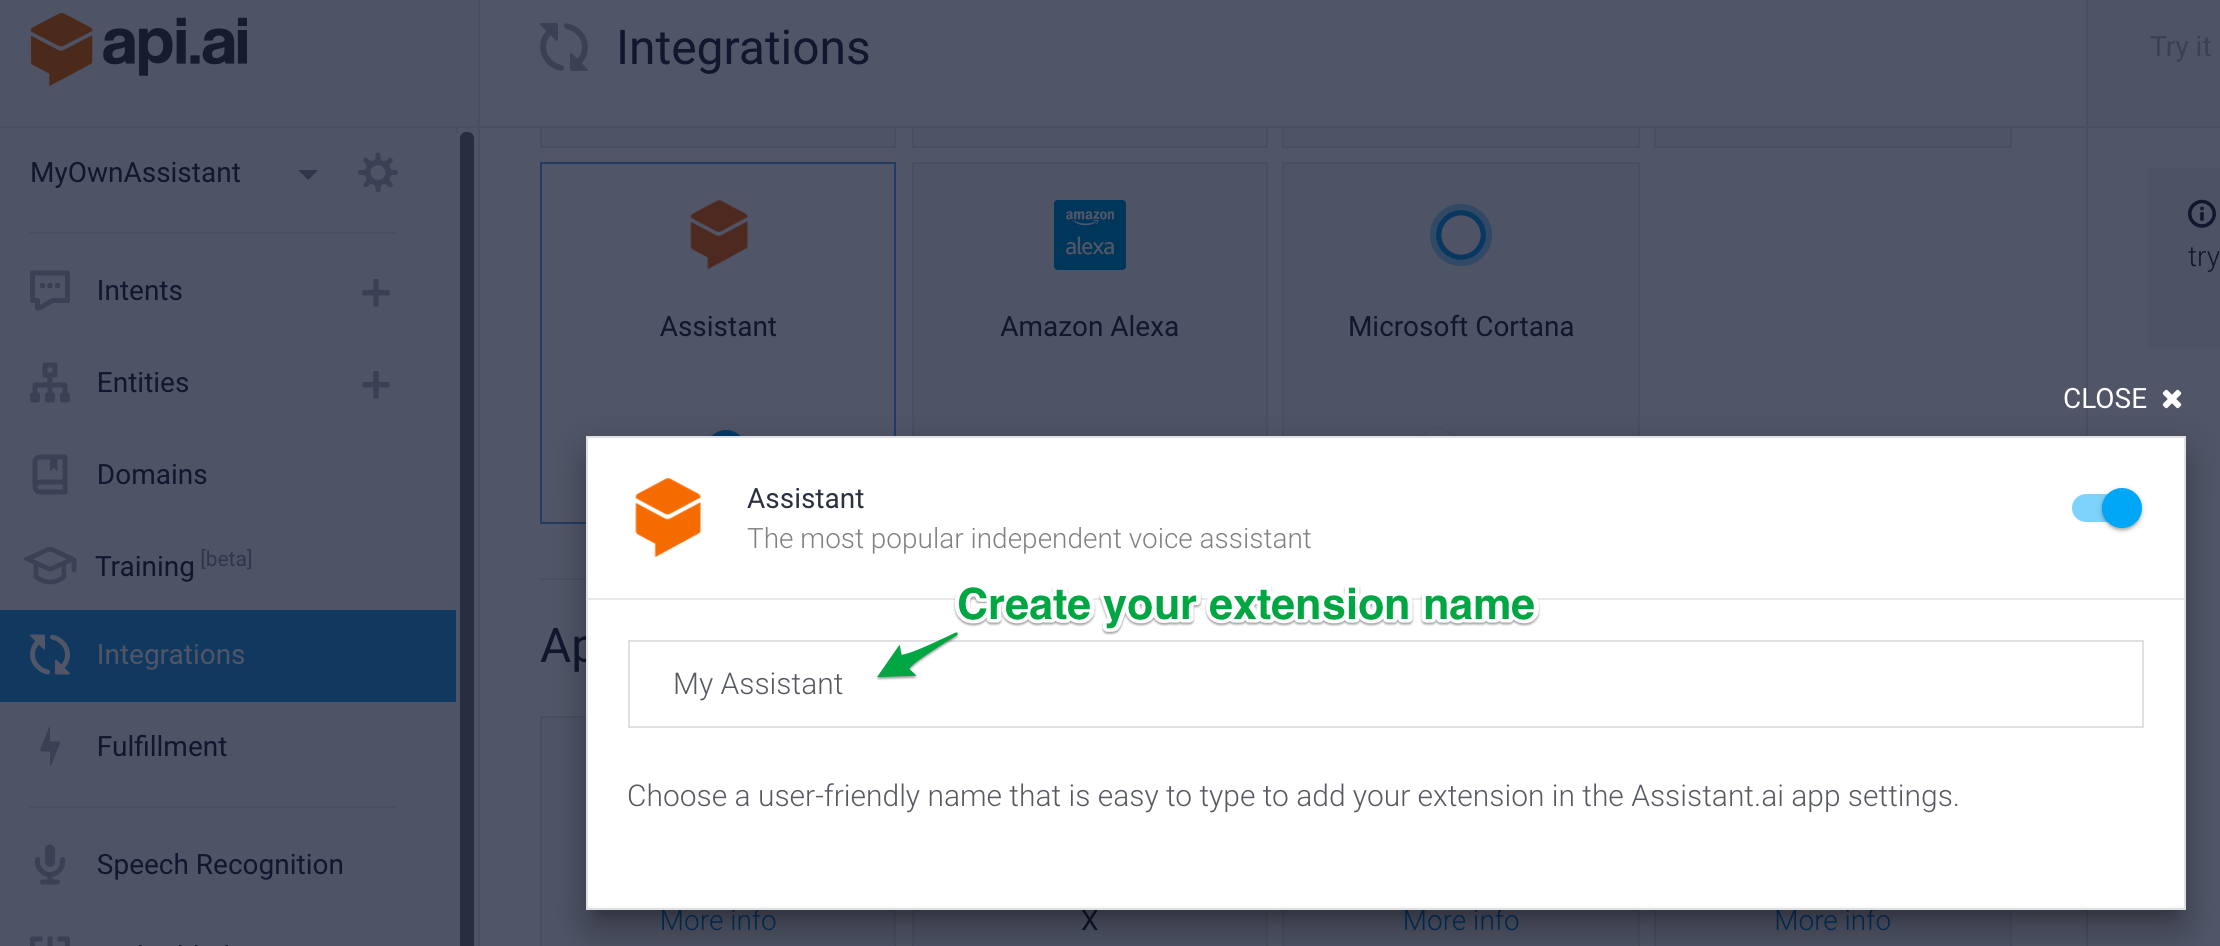 api.ai
Integrations
Try it
MyOwnAssistant
amazon
alexa
Assistant
Amazon Alexa
Microsoft Cortana
try
Intents
Entities
Domains
Training [beta]
Integrations
Fulfillment
Speech Recognition
CLOSE
Assistant
The most popular independent voice assistant
Create your extension name
My Assistant
Choose a user-friendly name that is easy to type to add your extension in the Assistant.ai app settings.
More info
X
More info
More info